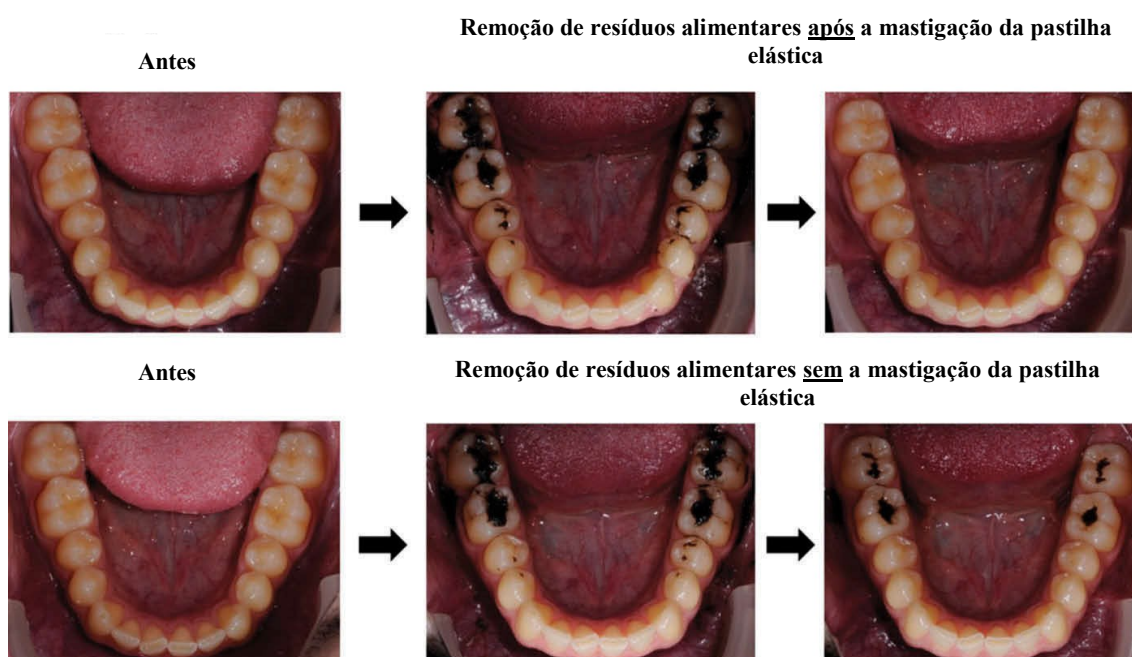 Antes
Remoção de resíduos alimentares após a mastigação da pastilha
elástica
Antes
Remoção de resíduos alimentares sem a mastigação da pastilha
elástica